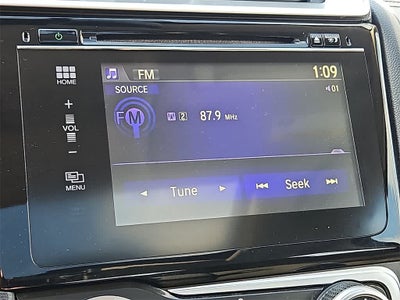 FM 1:09
HOME
SOURCE 01
+
VOL
−
FM 2 87.9 MHz
MENU
Tune Seek